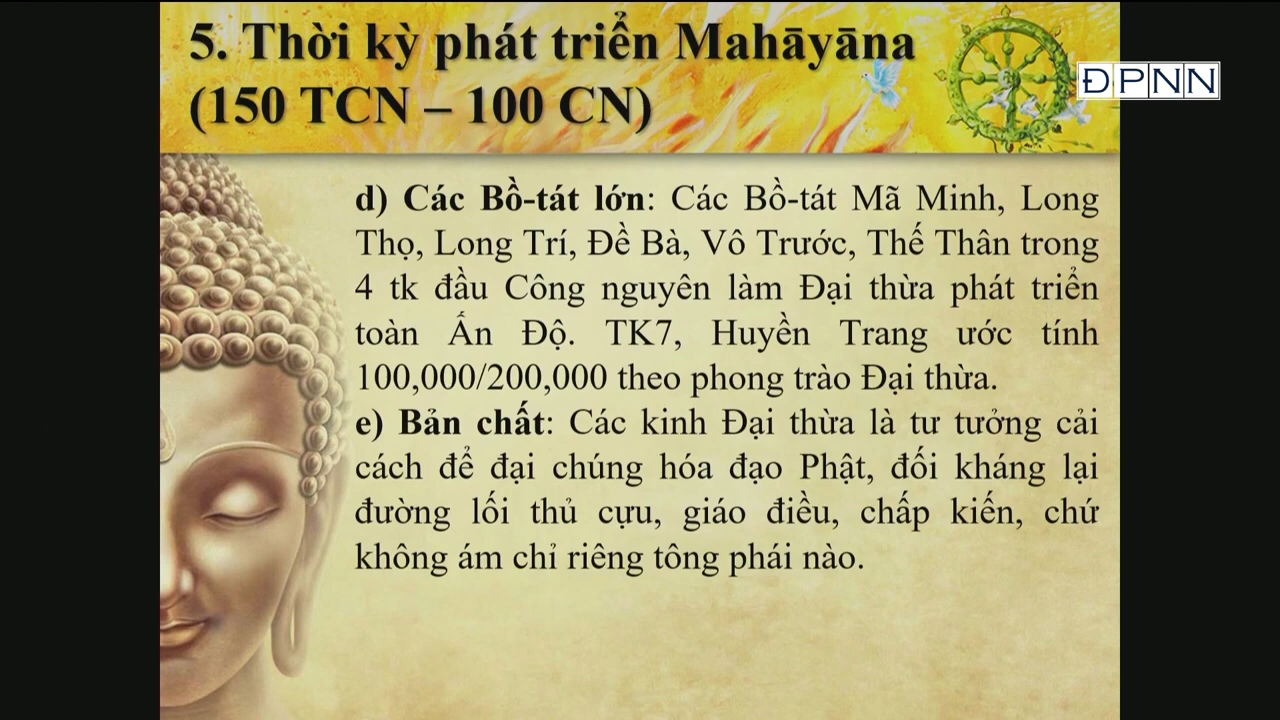 5. Thời kỳ phát triển Mahāyāna
(150 TCN – 100 CN)
ĐPNN
d) Các Bồ-tát lớn: Các Bồ-tát Mã Minh, Long
Thọ, Long Trí, Đề Bà, Vô Trước, Thế Thân trong
4 tk đầu Công nguyên làm Đại thừa phát triển
toàn Ấn Độ. TK7, Huyền Trang ước tính
100,000/200,000 theo phong trào Đại thừa.
e) Bản chất: Các kinh Đại thừa là tư tưởng cải
cách để đại chúng hóa đạo Phật, đối kháng lại
đường lối thủ cựu, giáo điều, chấp kiến, chứ
không ám chỉ riêng tông phái nào.